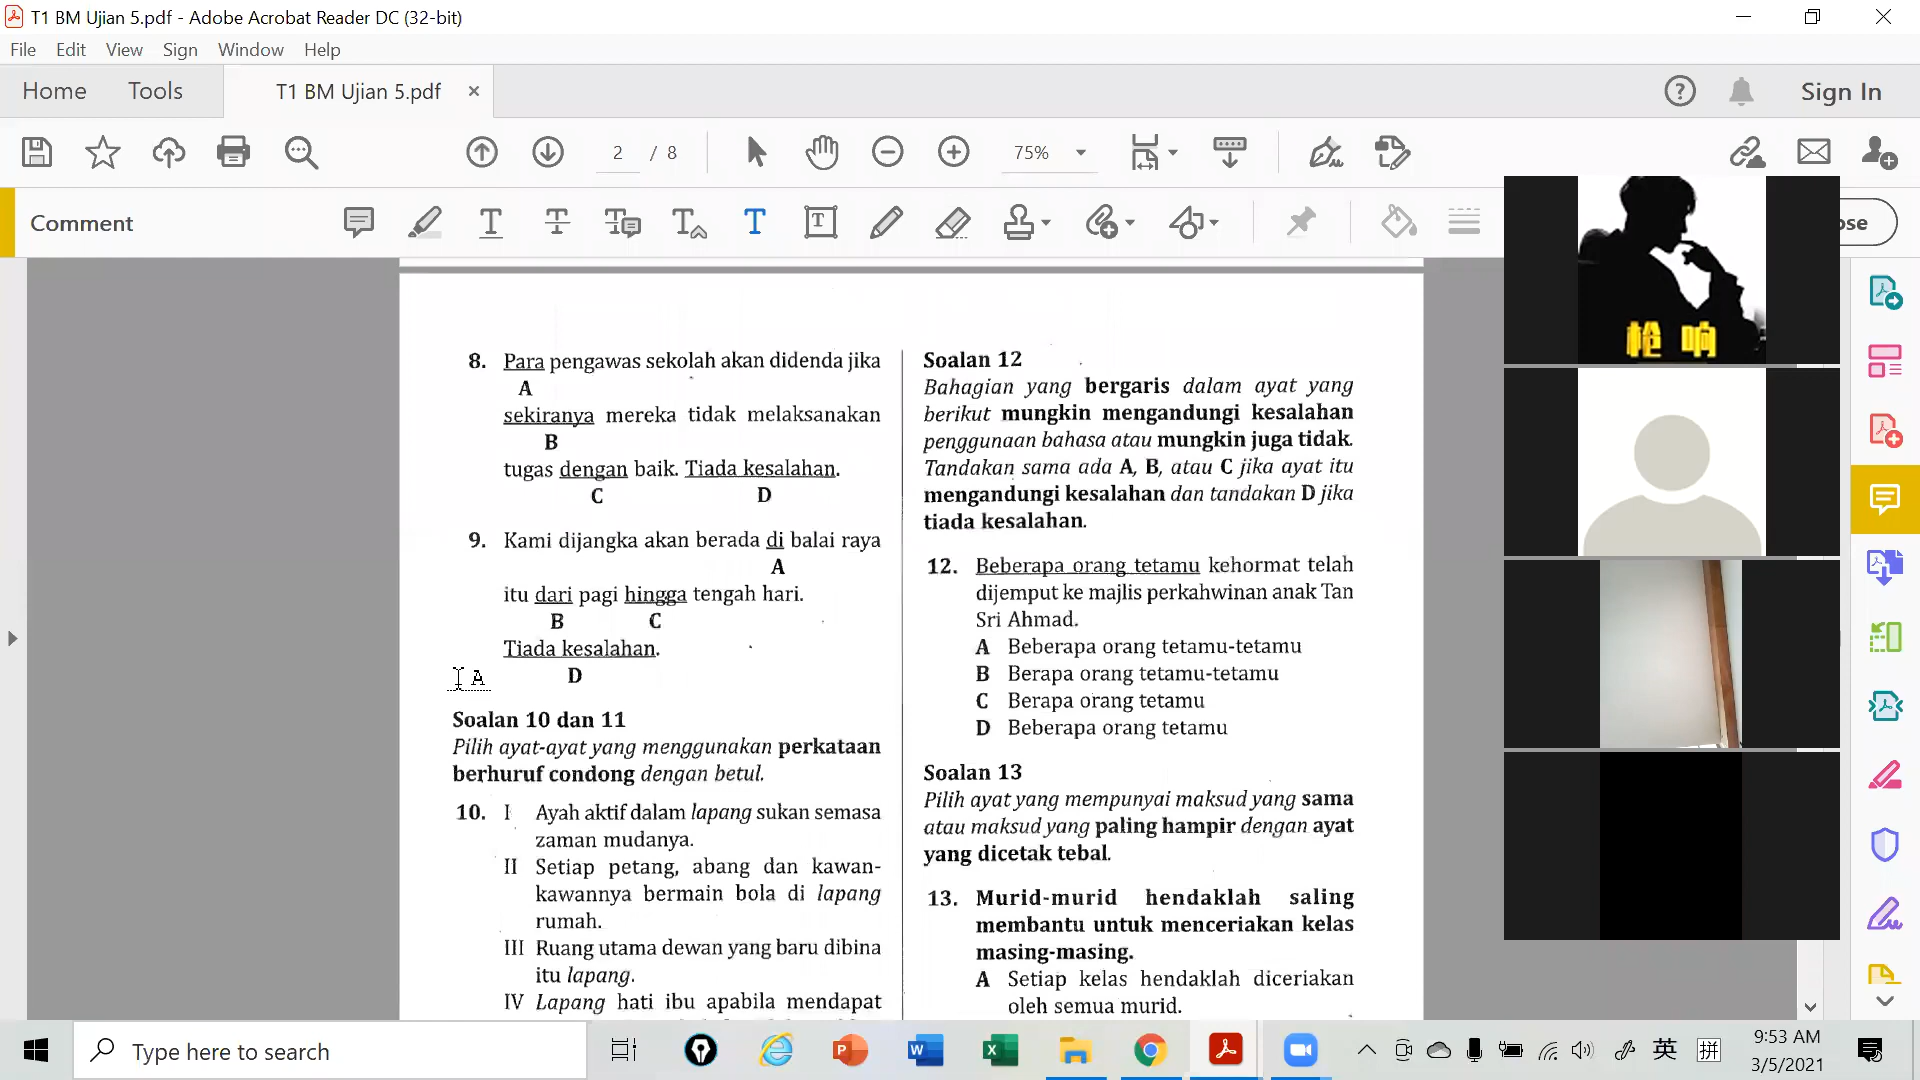 T1 BM Ujian 5.pdf - Adobe Acrobat Reader DC (32-bit)
File Edit View Sign Window Help
Home Tools T1 BM Ujian 5.pdf × Sign In
2 / 8 75%
Comment
8. Para pengawas sekolah akan didenda jika
A
sekiranya mereka tidak melaksanakan
B
tugas dengan baik. Tiada kesalahan.
C D
9. Kami dijangka akan berada di balai raya
A
itu dari pagi hingga tengah hari.
B C
Tiada kesalahan.
A D
Soalan 10 dan 11
Pilih ayat-ayat yang menggunakan perkataan
berhuruf condong dengan betul.
10. I Ayah aktif dalam lapang sukan semasa
zaman mudanya.
II Setiap petang, abang dan kawan-
kawannya bermain bola di lapang
rumah.
III Ruang utama dewan yang baru dibina
itu lapang.
IV Lapang hati ibu apabila mendapat
Soalan 12
Bahagian yang bergaris dalam ayat yang
berikut mungkin mengandungi kesalahan
penggunaan bahasa atau mungkin juga tidak.
Tandakan sama ada A, B, atau C jika ayat itu
mengandungi kesalahan dan tandakan D jika
tiada kesalahan.
12. Beberapa orang tetamu kehormat telah
dijemput ke majlis perkahwinan anak Tan
Sri Ahmad.
A Beberapa orang tetamu-tetamu
B Berapa orang tetamu-tetamu
C Berapa orang tetamu
D Beberapa orang tetamu
Soalan 13
Pilih ayat yang mempunyai maksud yang sama
atau maksud yang paling hampir dengan ayat
yang dicetak tebal.
13. Murid-murid hendaklah saling
membantu untuk menceriakan kelas
masing-masing.
A Setiap kelas hendaklah diceriakan
oleh semua murid.
ose
枪 响
Type here to search
英 拼
9:53 AM
3/5/2021